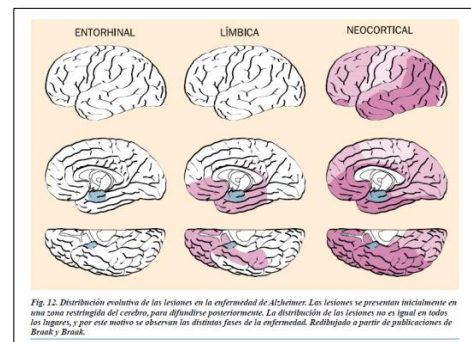 ENTORHINAL LÍMBICA NEOCORTICAL
Fig. 12. Distribución evolutiva de las lesiones en la enfermedad de Alzheimer. Las lesiones se presentan inicialmente en
una zona restringida del cerebro, para difundirse posteriormente. La distribución de las lesiones no es igual en todos
los lugares, y por este motivo se observan las distintas fases de la enfermedad. Redibujado a partir de publicaciones de
Braak y Braak.